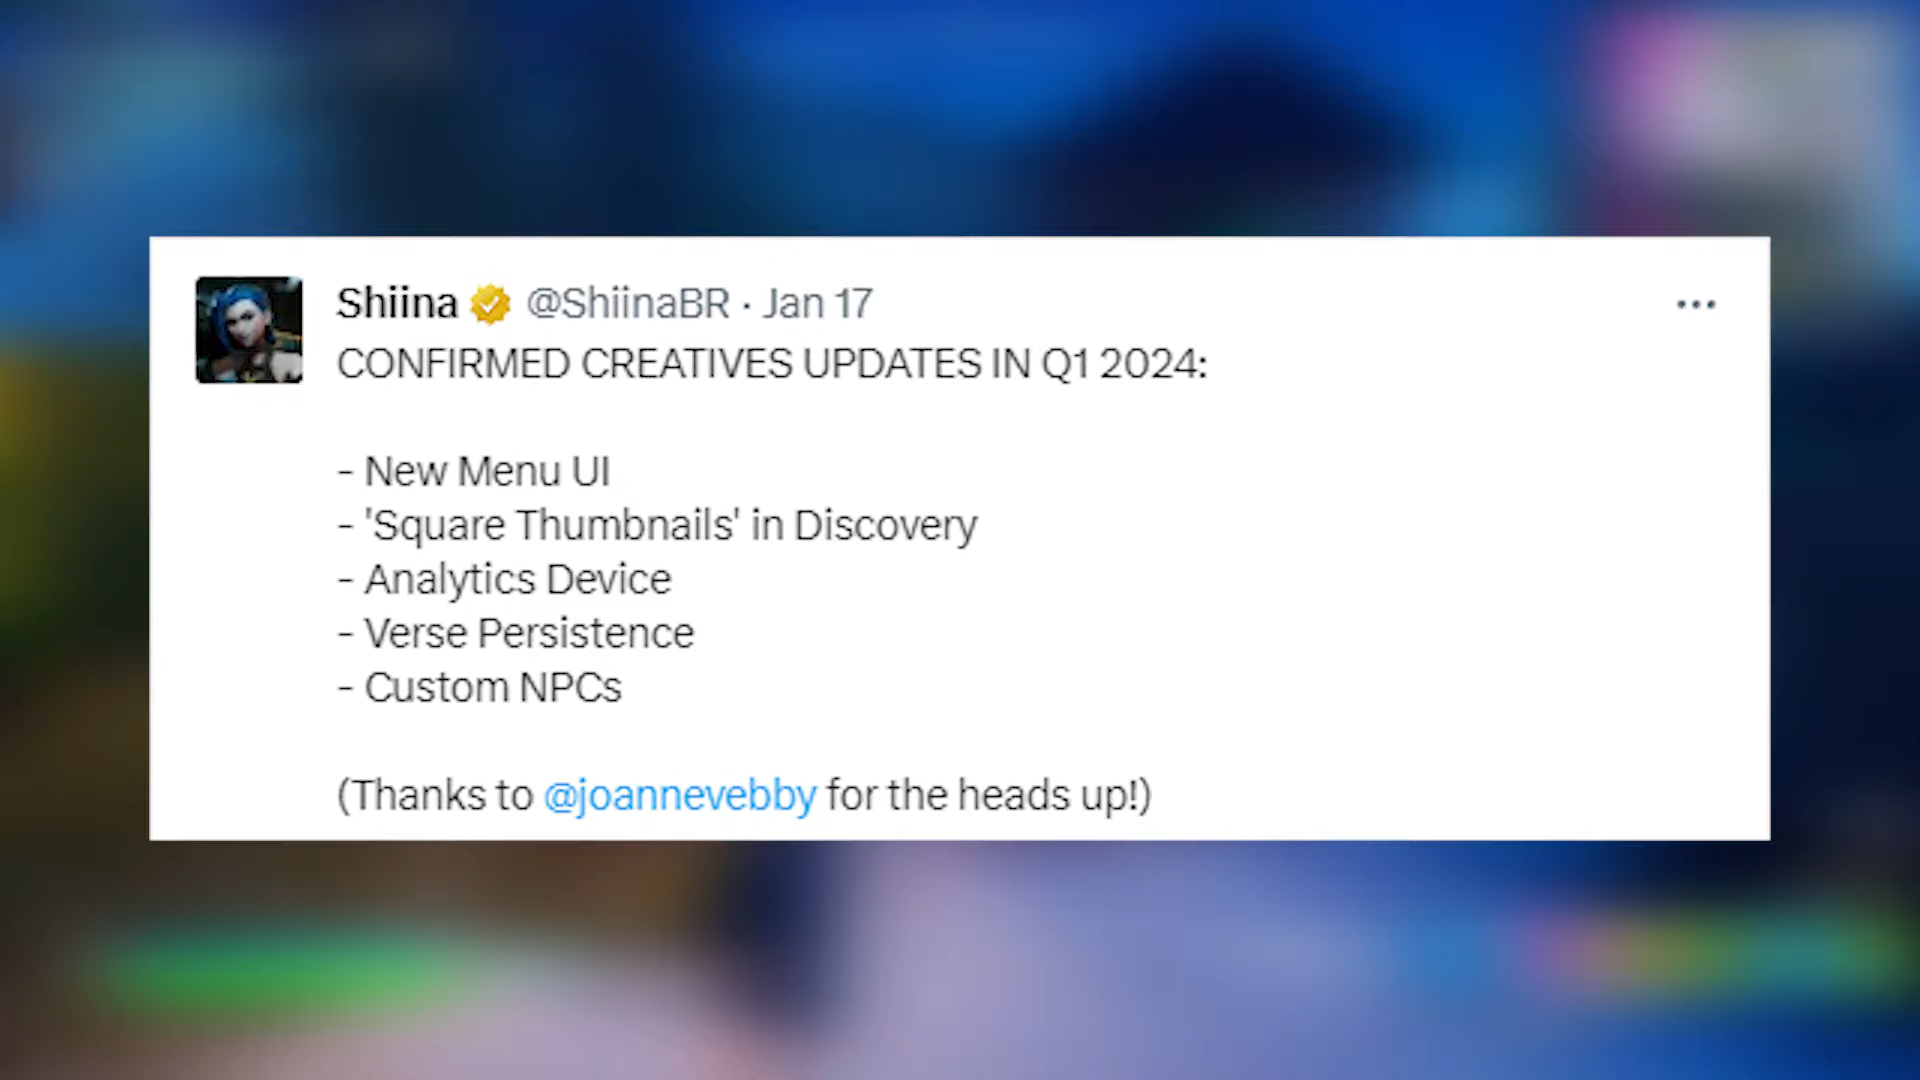 Shiina @ShiinaBR · Jan 17
CONFIRMED CREATIVES UPDATES IN Q1 2024:
- New Menu UI
- 'Square Thumbnails' in Discovery
- Analytics Device
- Verse Persistence
- Custom NPCs
(Thanks to @joannevebby for the heads up!)